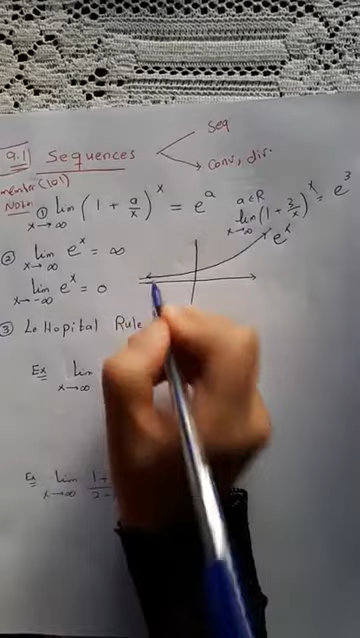 Seq
9.1 Sequences
conv, div.
(101)
Note: ① lim x→∞ (1 + a/x)^x = e^a a∈R
lim x→∞ (1+3/x)^x = e^3
② lim x→∞ e^x = ∞
e^x
lim x→-∞ e^x = 0
③ L'Hopital Rule
Ex lim x→∞
Ex lim x→∞